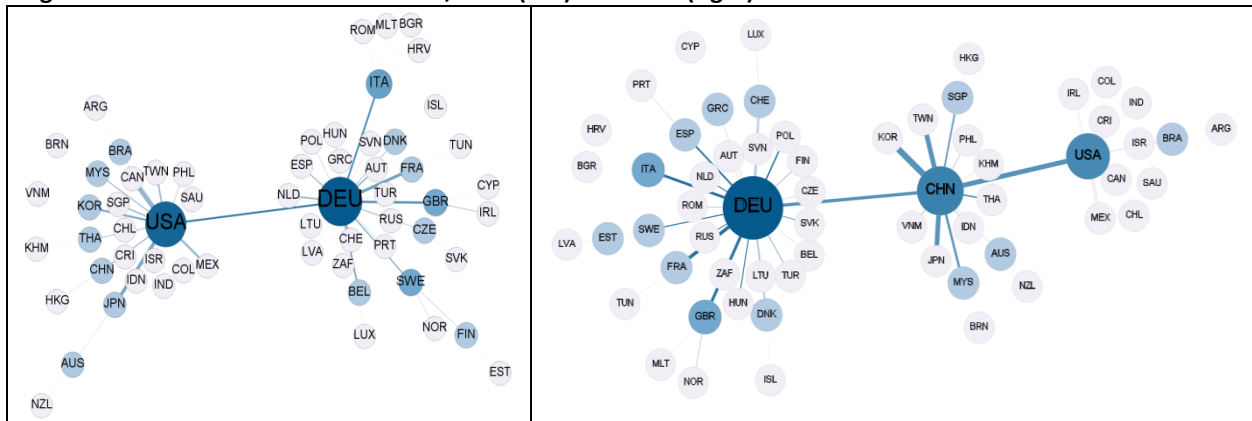 ROM
MLT
BGR
HRV
ITA
ARG
ISL
BRN
BRA
POL
HUN
SVN
DNK
TUN
MYS
CAN
TWN
PHL
ESP
GRC
AUT
FRA
VNM
KOR
SGP
SAU
USA
NLD
DEU
TUR
GBR
CYP
IRL
KHM
THA
CHL
LTU
RUS
CZE
CRI
ISR
LVA
CHE
PRT
SVK
CHN
IDN
IND
COL
MEX
ZAF
HKG
JPN
BEL
SWE
NOR
FIN
LUX
EST
AUS
NZL
LUX
CYP
HKG
PRT
GRC
CHE
SGP
IRL
COL
IND
HRV
ESP
AUT
SVN
POL
KOR
TWN
PHL
CRI
ISR
BRA
ARG
BGR
ITA
NLD
FIN
KHM
USA
CAN
SAU
DEU
ROM
CZE
CHN
THA
MEX
CHL
LVA
EST
SWE
RUS
SVK
BEL
VNM
IDN
FRA
ZAF
LTU
TUR
JPN
MYS
AUS
NZL
TUN
GBR
HUN
DNK
BRN
MLT
NOR
ISL